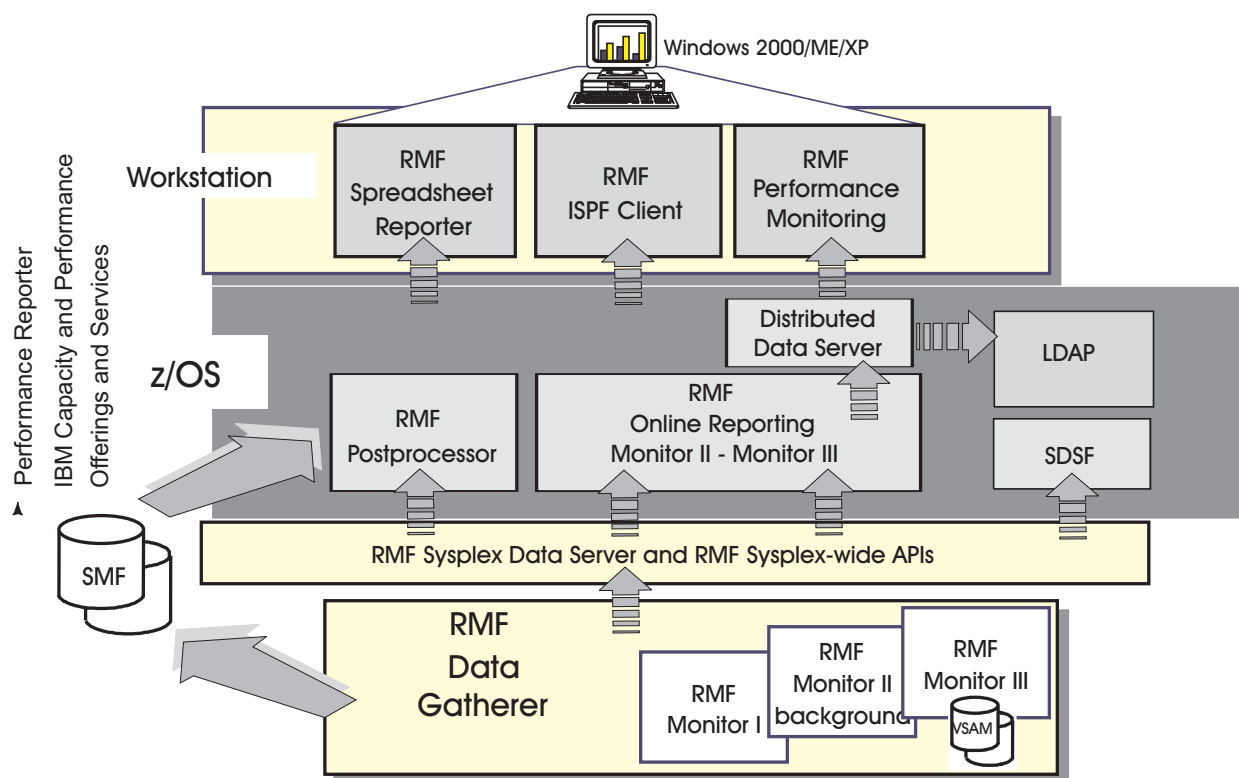 Windows 2000/ME/XP
Workstation
RMF
Spreadsheet
Reporter
RMF
ISPF Client
RMF
Performance
Monitoring
Performance Reporter
IBM Capacity and Performance
Offerings and Services
z/OS
Distributed
Data Server
LDAP
RMF
Postprocessor
RMF
Online Reporting
Monitor II - Monitor III
SDSF
SMF
RMF Sysplex Data Server and RMF Sysplex-wide APIs
RMF
Data
Gatherer
RMF
Monitor I
RMF
Monitor II
background
RMF
Monitor III
VSAM